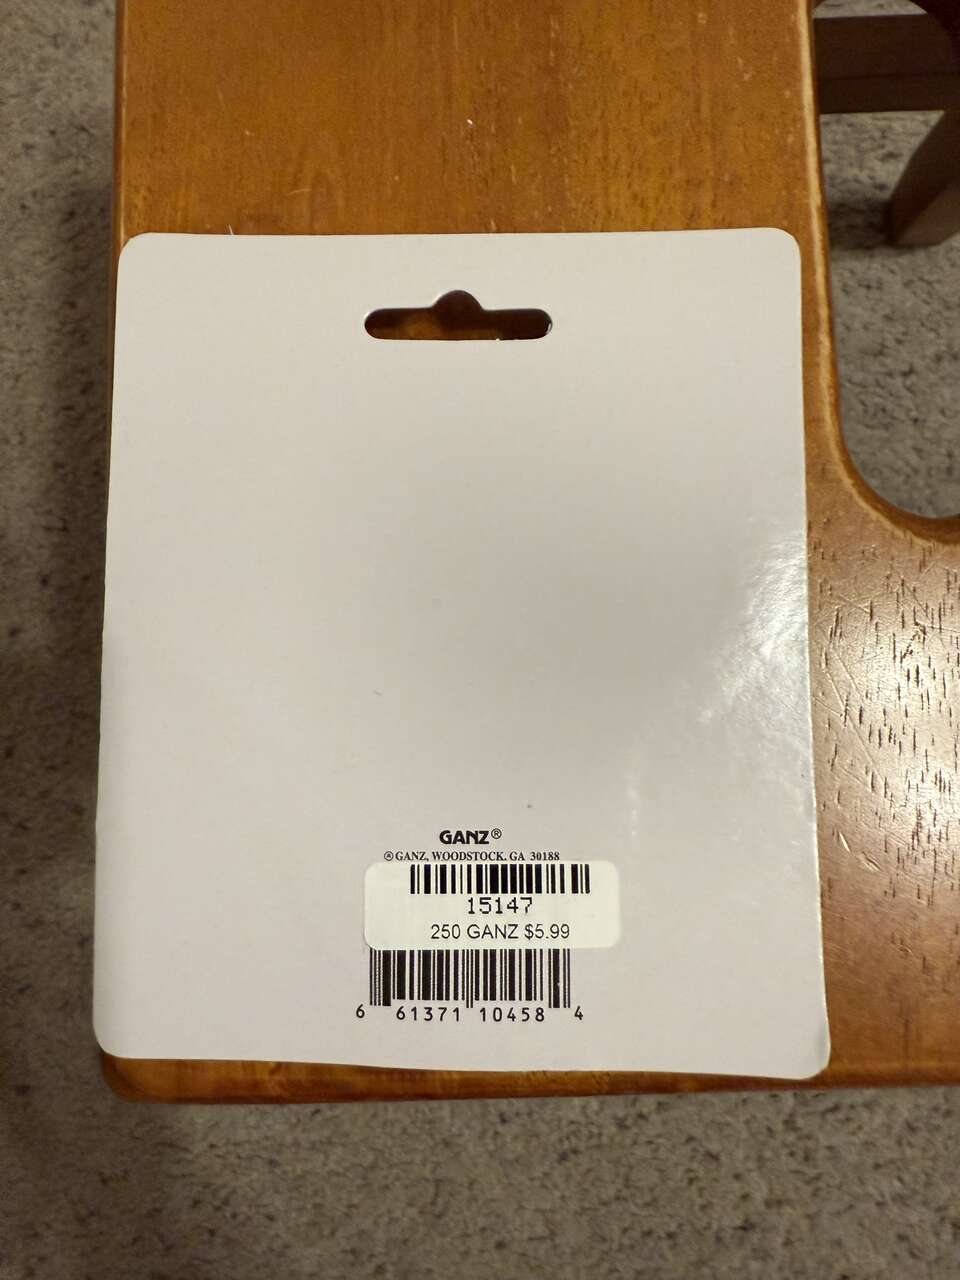 GANZ®
® GANZ, WOODSTOCK, GA 30188
15147
250 GANZ $5.99
6 61371 10458 4